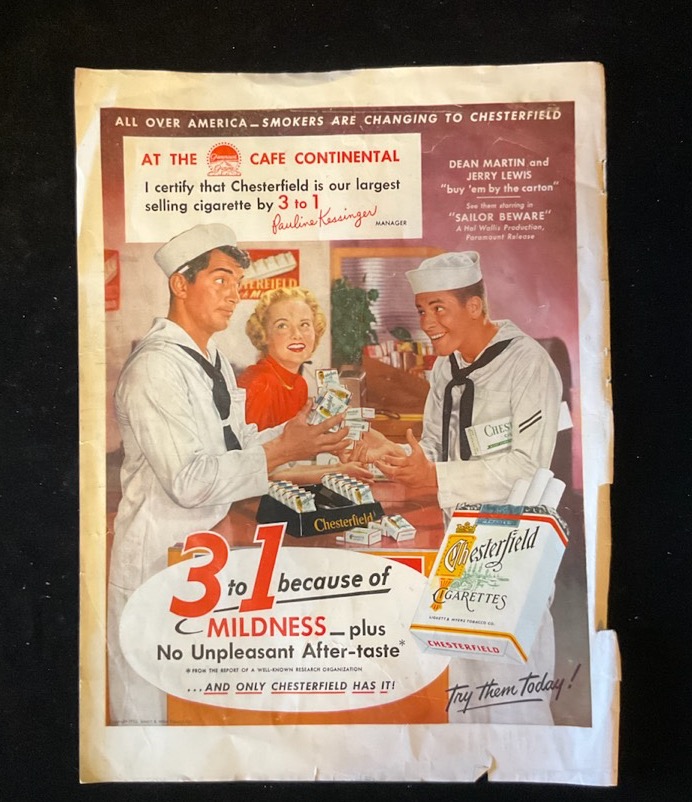 ALL OVER AMERICA—SMOKERS ARE CHANGING TO CHESTERFIELD
AT THE CAFE CONTINENTAL
I certify that Chesterfield is our largest
selling cigarette by 3 to 1
Pauline Kessinger MANAGER
DEAN MARTIN and
JERRY LEWIS
"buy 'em by the carton"
See them starring in
"SAILOR BEWARE"
A Hal Wallis Production,
Paramount Release
ERFIELD
CHES
Chesterfield
Chesterfield
CIGARETTES
LIGGETT & MYERS TOBACCO CO.
CHESTERFIELD
3 to 1 because of
MILDNESS—plus
No Unpleasant After-taste*
*FROM THE REPORT OF A WELL-KNOWN RESEARCH ORGANIZATION
...AND ONLY CHESTERFIELD HAS IT!
Try them Today!